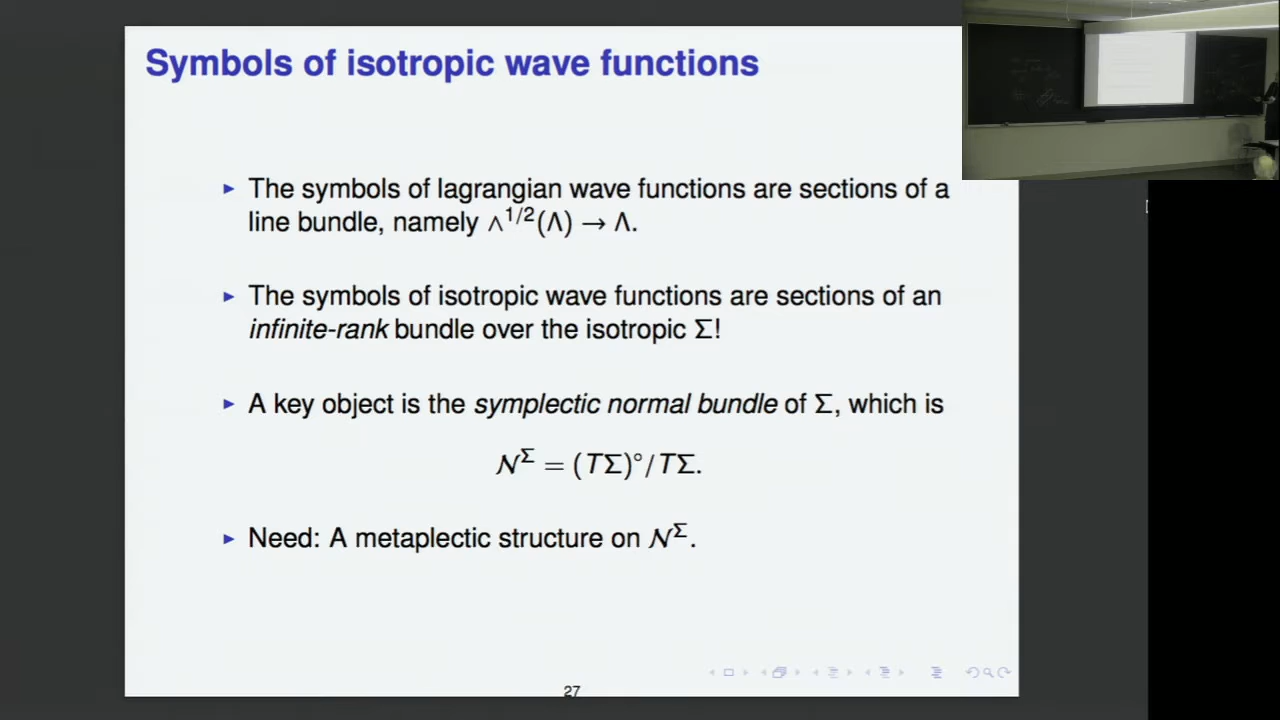 Symbols of isotropic wave functions
▶ The symbols of lagrangian wave functions are sections of a
line bundle, namely ∧^{1/2}(Λ) → Λ.
▶ The symbols of isotropic wave functions are sections of an
infinite-rank bundle over the isotropic Σ!
▶ A key object is the symplectic normal bundle of Σ, which is
𝒩^Σ = (TΣ)°/TΣ.
▶ Need: A metaplectic structure on 𝒩^Σ.
27